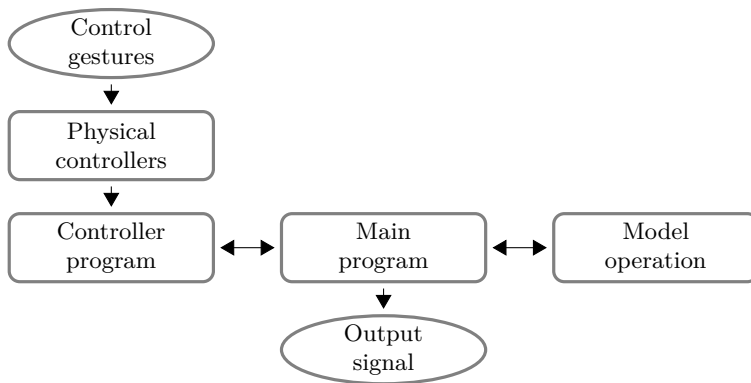 Control
gestures
Physical
controllers
Controller
program
Main
program
Model
operation
Output
signal